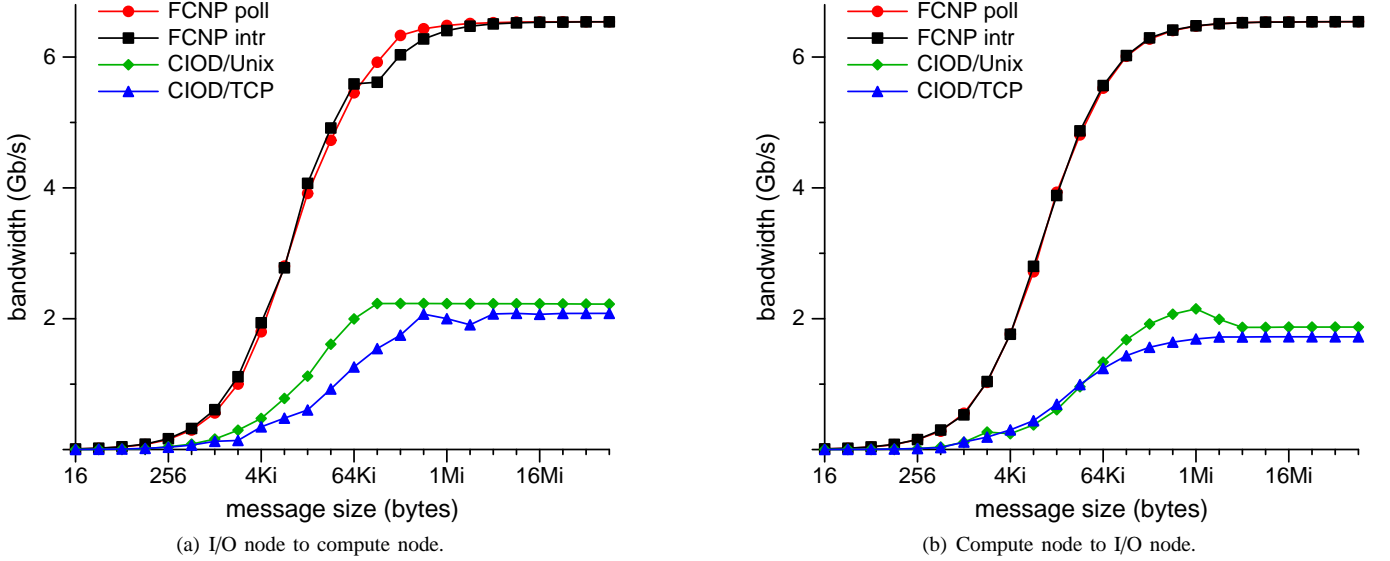 FCNP poll
FCNP intr
CIOD/Unix
CIOD/TCP
bandwidth (Gb/s)
6
4
2
16
256
4Ki
64Ki
1Mi
16Mi
message size (bytes)
(a) I/O node to compute node.
FCNP poll
FCNP intr
CIOD/Unix
CIOD/TCP
bandwidth (Gb/s)
6
4
2
16
256
4Ki
64Ki
1Mi
16Mi
message size (bytes)
(b) Compute node to I/O node.